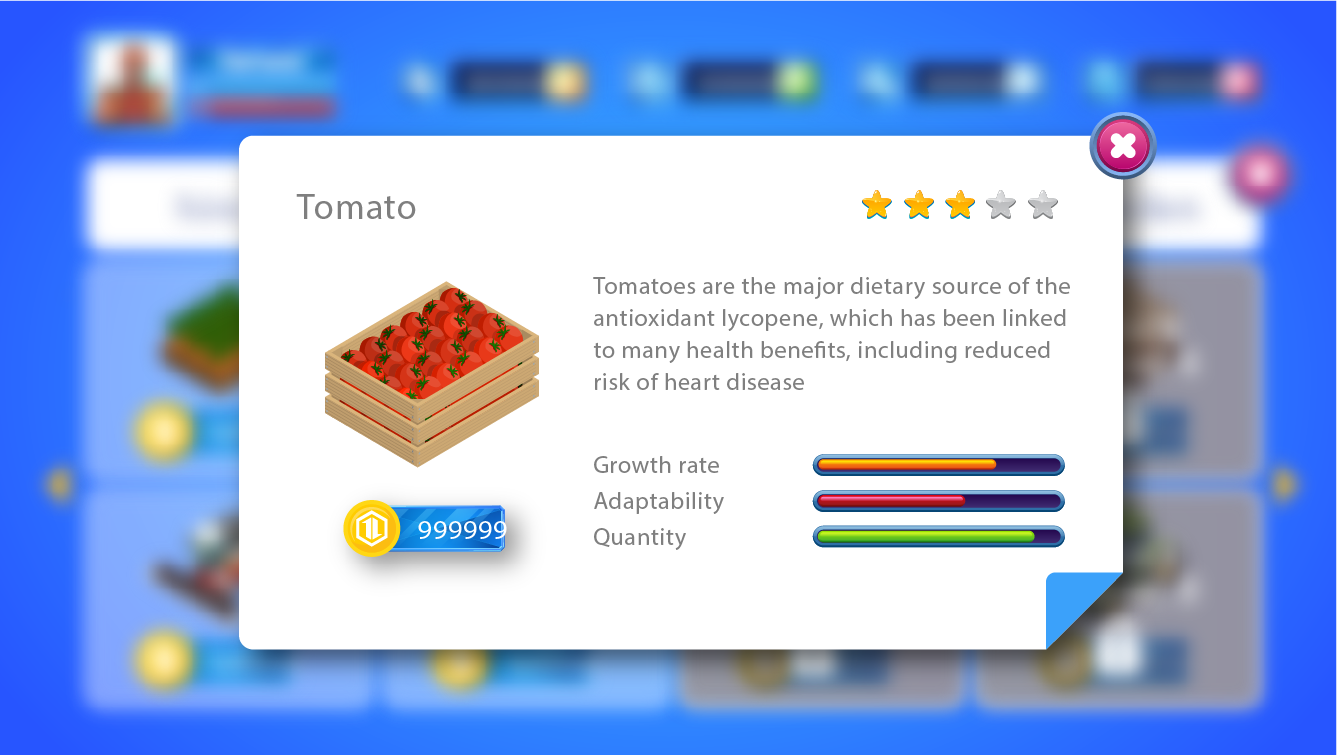 Tomato
Tomatoes are the major dietary source of the
antioxidant lycopene, which has been linked
to many health benefits, including reduced
risk of heart disease
Growth rate
Adaptability
Quantity
999999